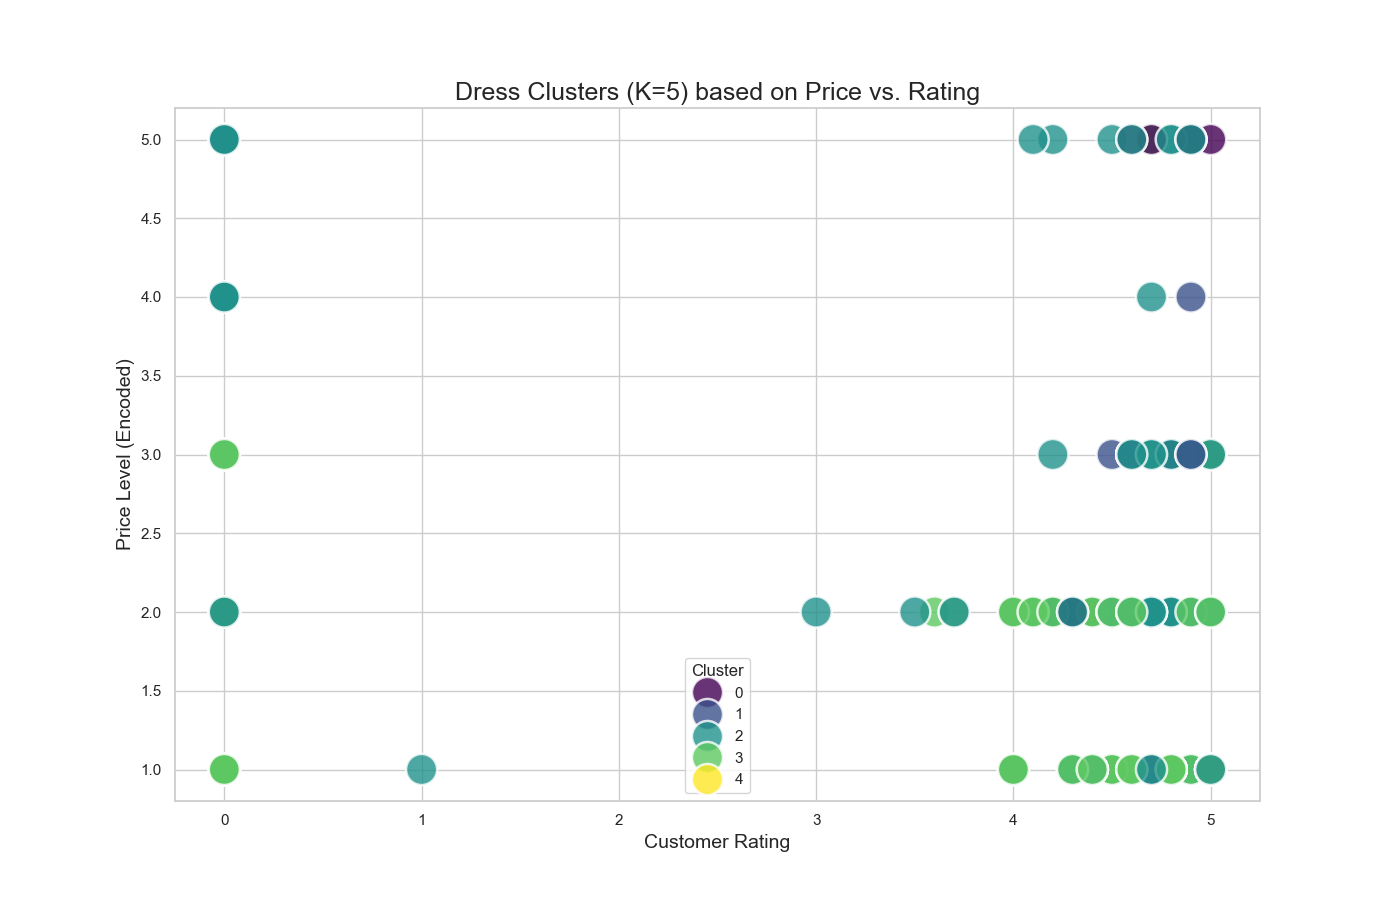 Dress Clusters (K=5) based on Price vs. Rating
Price Level (Encoded)
5.0
4.5
4.0
3.5
3.0
2.5
2.0
1.5
1.0
Cluster
0
1
2
3
4
0 1 2 3 4 5
Customer Rating